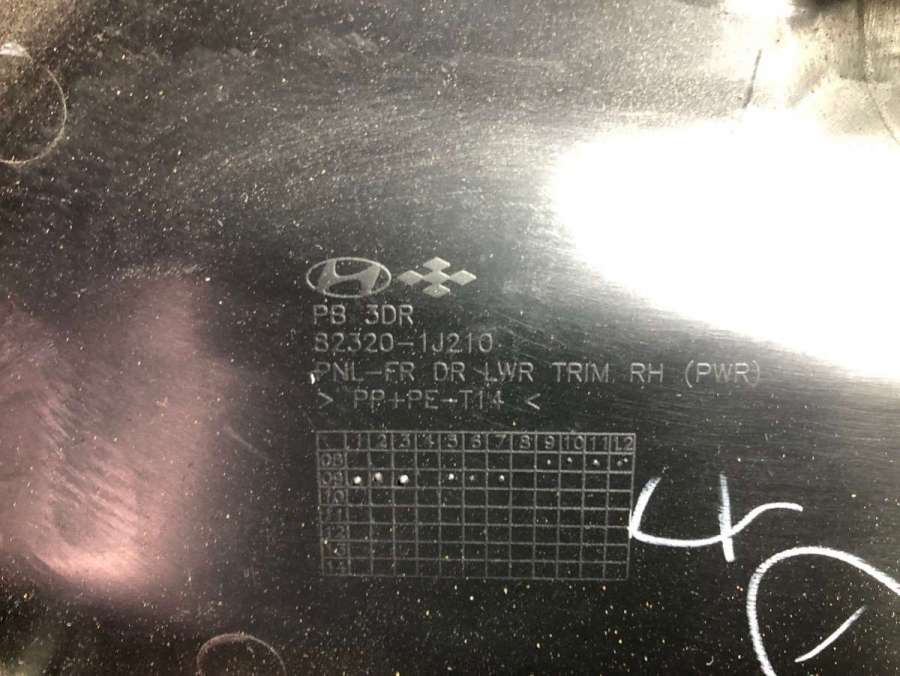 PB 3DR
82320-1J210
PNL-FR DR LWR TRIM RH (PWR)
> PP+PE-T14 <
1 2 3 4 5 6 7 8 9 10 11 12
08
09
10
11
12
13
4